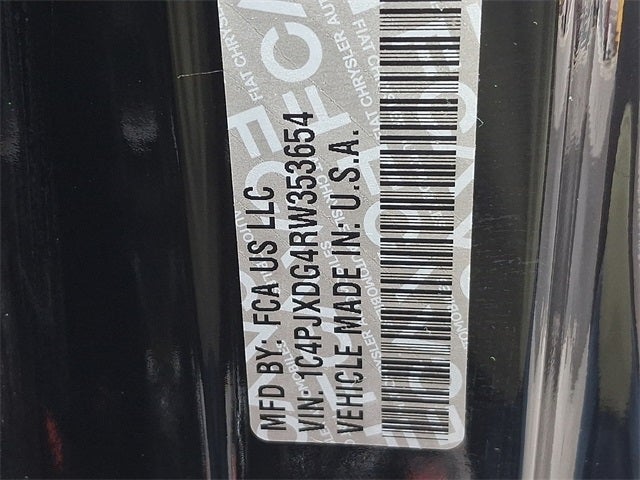 MFD BY: FCA US LLC
VIN: 1C4PJXDG4RW353654
VEHICLE MADE IN: U.S.A.